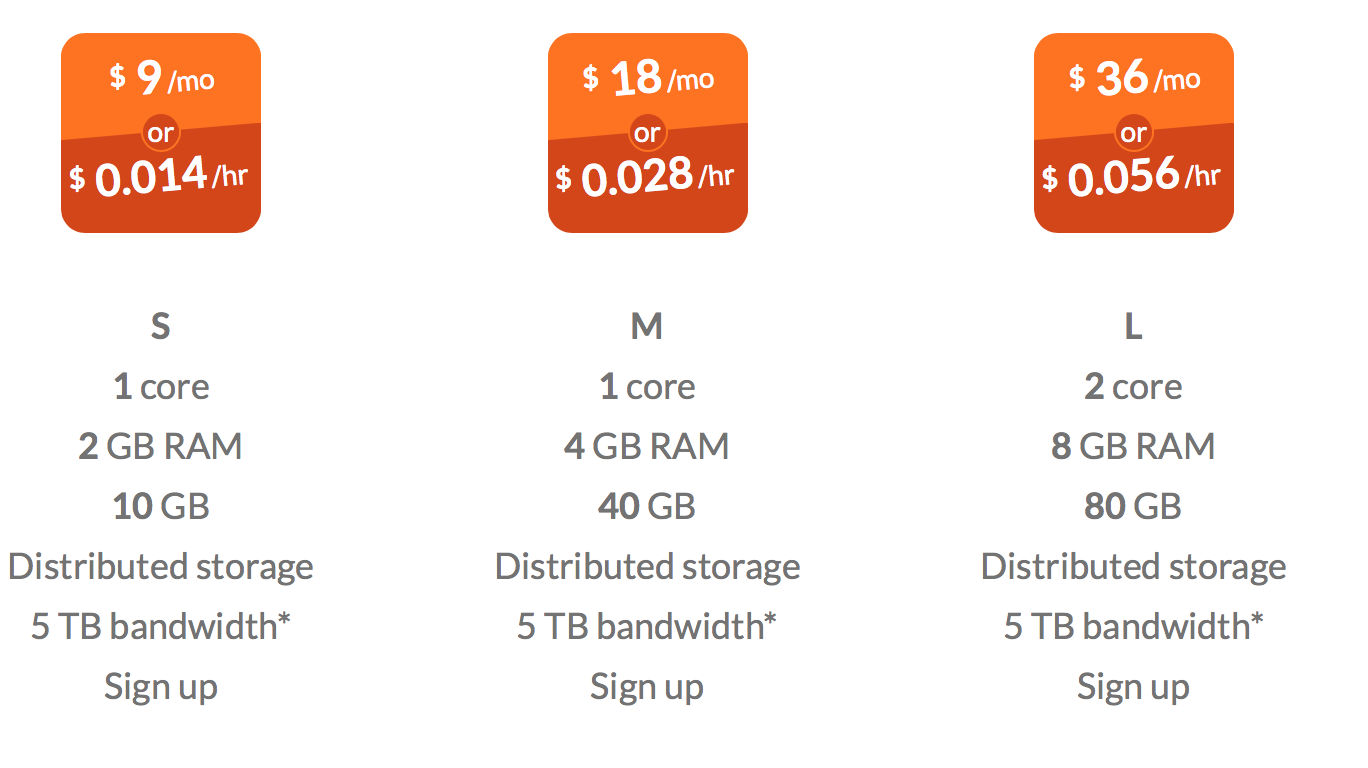 $ 9 /mo
or
$ 0.014 /hr
S
1 core
2 GB RAM
10 GB
Distributed storage
5 TB bandwidth*
Sign up
$ 18 /mo
or
$ 0.028 /hr
M
1 core
4 GB RAM
40 GB
Distributed storage
5 TB bandwidth*
Sign up
$ 36 /mo
or
$ 0.056 /hr
L
2 core
8 GB RAM
80 GB
Distributed storage
5 TB bandwidth*
Sign up